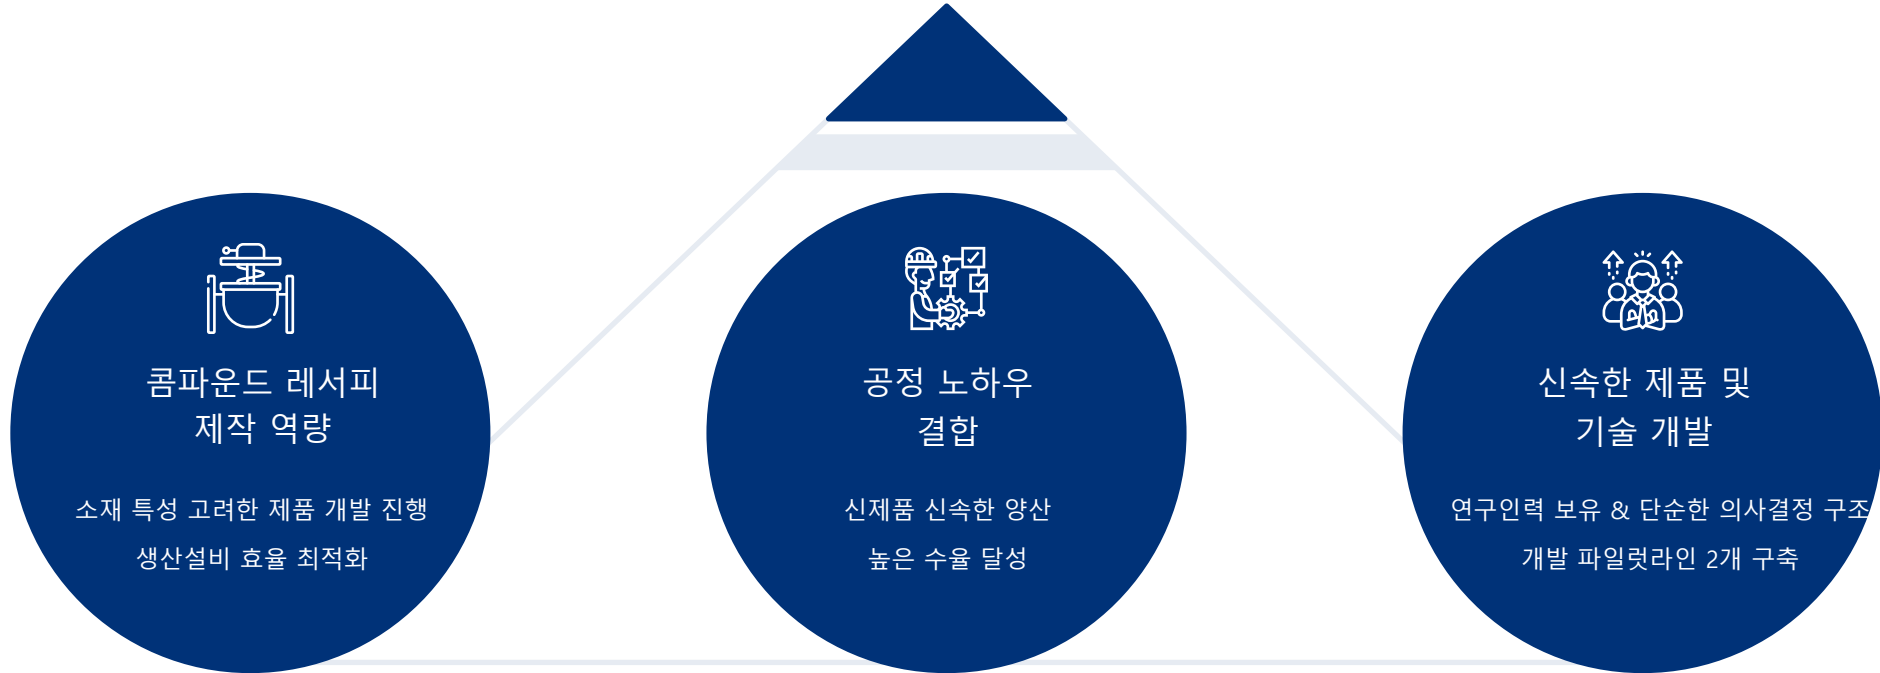 콤파운드 레서피
제작 역량
소재 특성 고려한 제품 개발 진행
생산설비 효율 최적화
공정 노하우
결합
신제품 신속한 양산
높은 수율 달성
신속한 제품 및
기술 개발
연구인력 보유 & 단순한 의사결정 구조
개발 파일럿라인 2개 구축